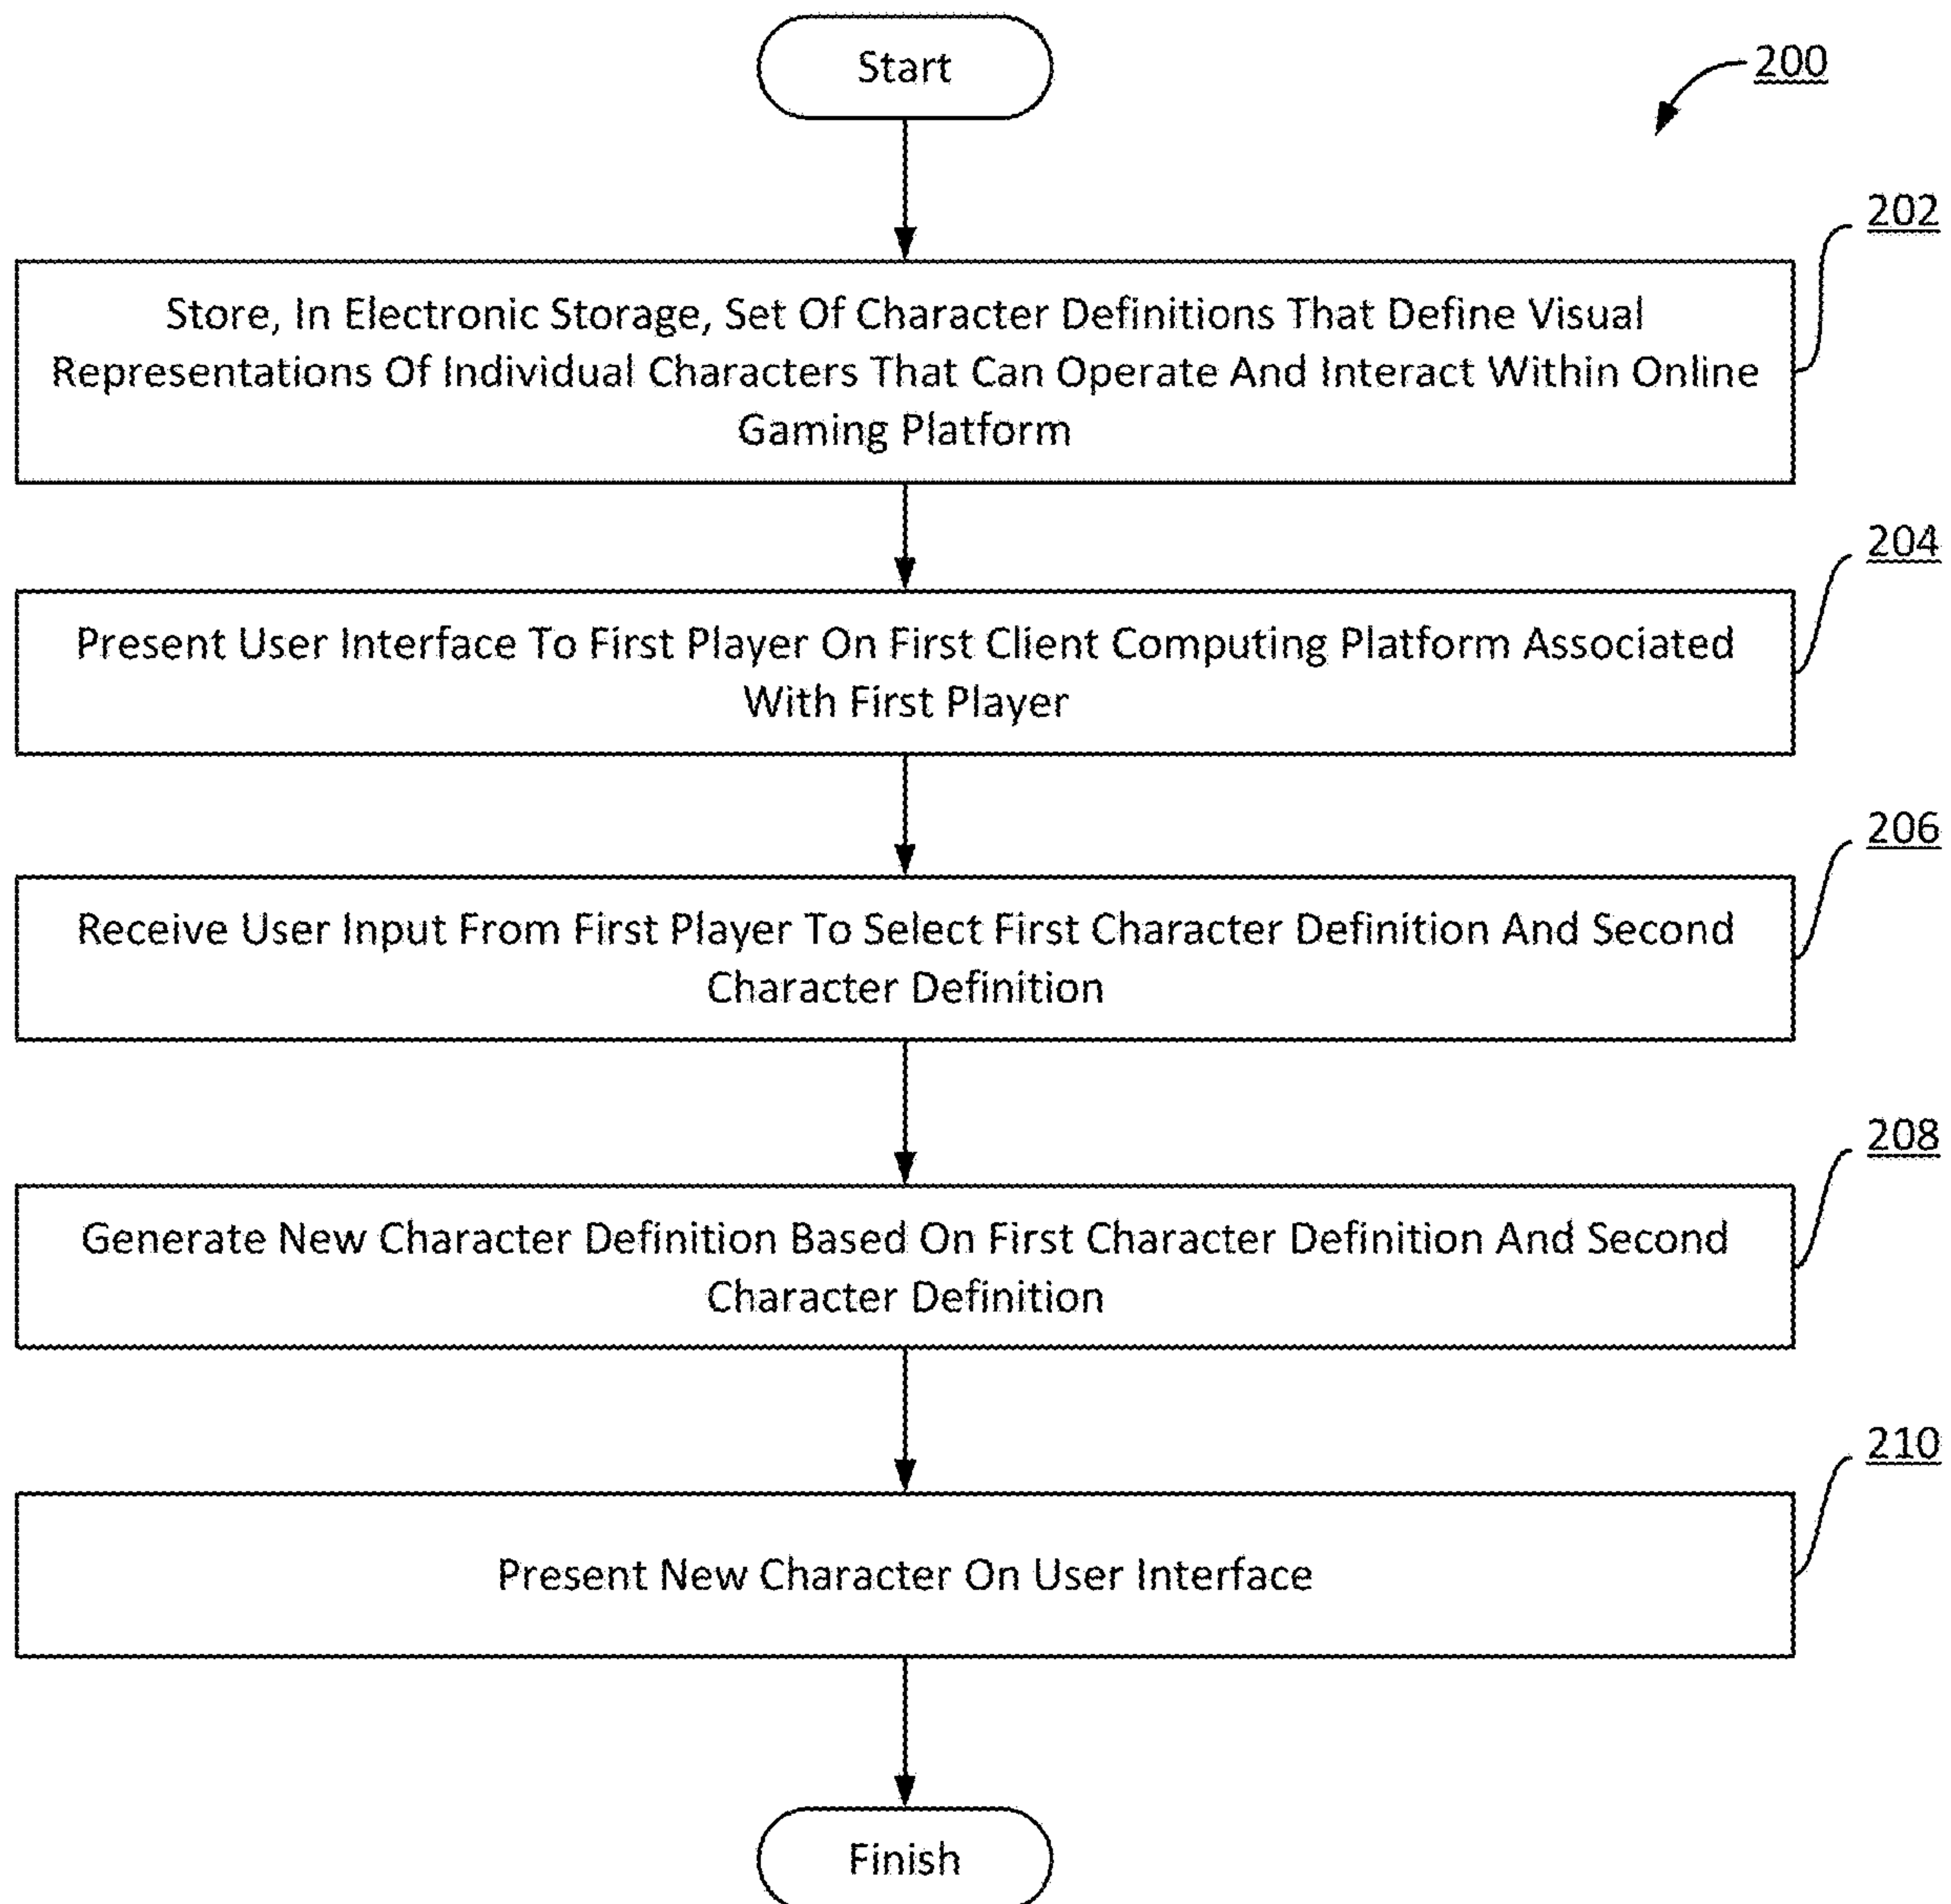 Start
200
202
Store, In Electronic Storage, Set Of Character Definitions That Define Visual
Representations Of Individual Characters That Can Operate And Interact Within Online
Gaming Platform
204
Present User Interface To First Player On First Client Computing Platform Associated
With First Player
206
Receive User Input From First Player To Select First Character Definition And Second
Character Definition
208
Generate New Character Definition Based On First Character Definition And Second
Character Definition
210
Present New Character On User Interface
Finish